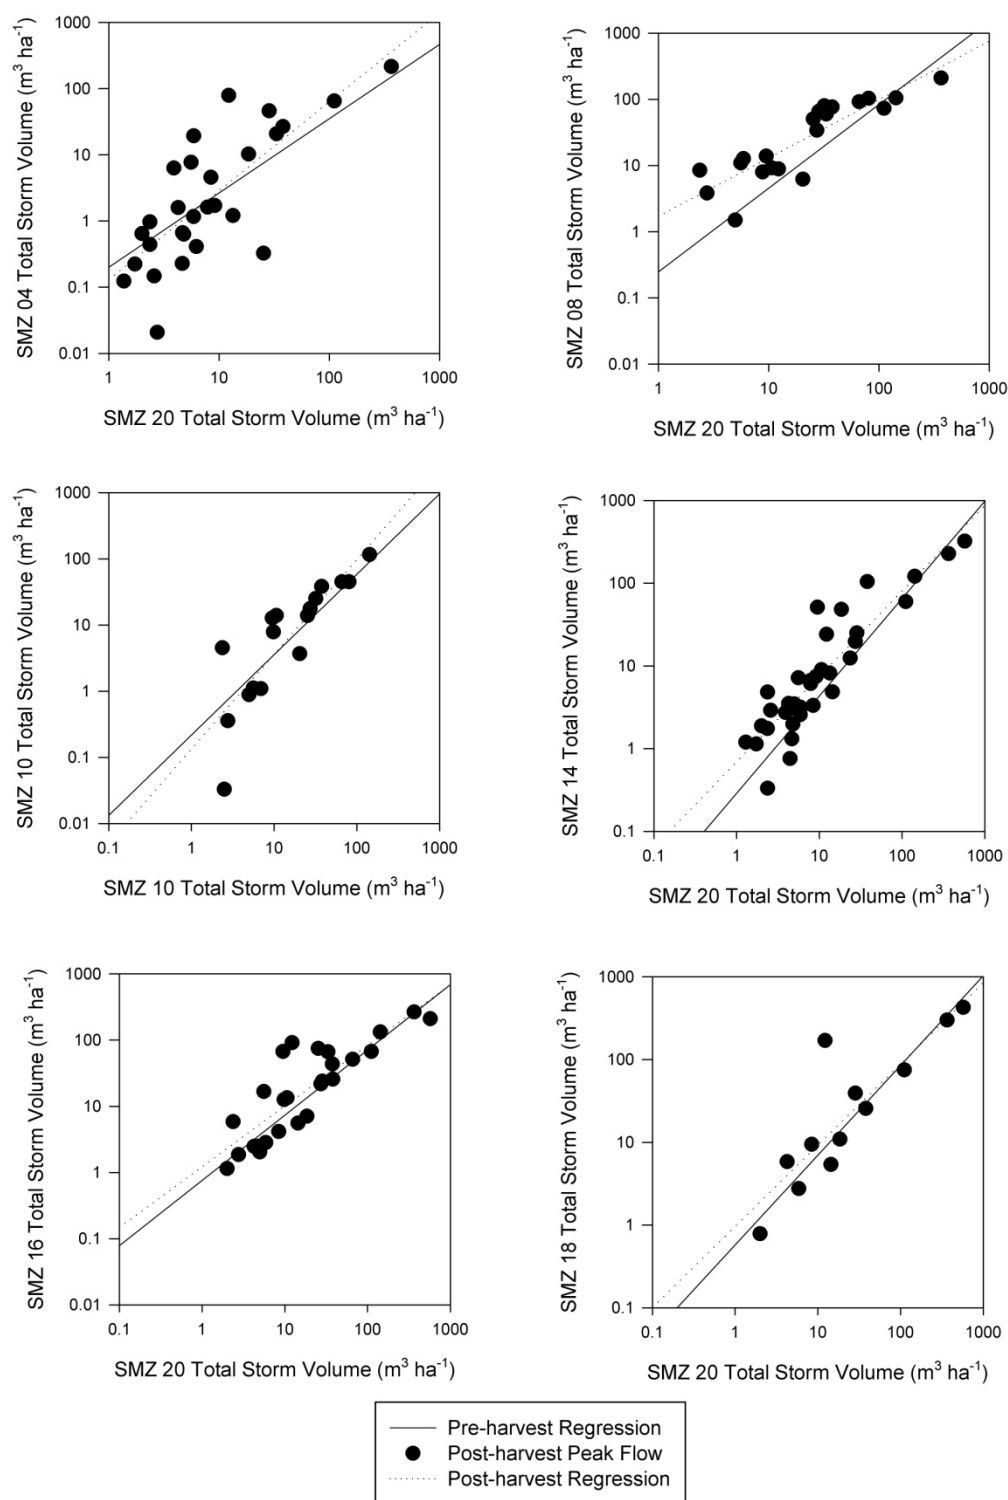 1000
100
10
1
0.1
0.01
SMZ 04 Total Storm Volume (m³ ha⁻¹)
1 10 100 1000
SMZ 20 Total Storm Volume (m³ ha⁻¹)
1000
100
10
1
0.1
0.01
SMZ 08 Total Storm Volume (m³ ha⁻¹)
1 10 100 1000
SMZ 20 Total Storm Volume (m³ ha⁻¹)
1000
100
10
1
0.1
0.01
SMZ 10 Total Storm Volume (m³ ha⁻¹)
0.1 1 10 100 1000
SMZ 10 Total Storm Volume (m³ ha⁻¹)
1000
100
10
1
0.1
SMZ 14 Total Storm Volume (m³ ha⁻¹)
0.1 1 10 100 1000
SMZ 20 Total Storm Volume (m³ ha⁻¹)
1000
100
10
1
0.1
0.01
SMZ 16 Total Storm Volume (m³ ha⁻¹)
0.1 1 10 100 1000
SMZ 20 Total Storm Volume (m³ ha⁻¹)
1000
100
10
1
0.1
SMZ 18 Total Storm Volume (m³ ha⁻¹)
0.1 1 10 100 1000
SMZ 20 Total Storm Volume (m³ ha⁻¹)
Pre-harvest Regression
Post-harvest Peak Flow
Post-harvest Regression